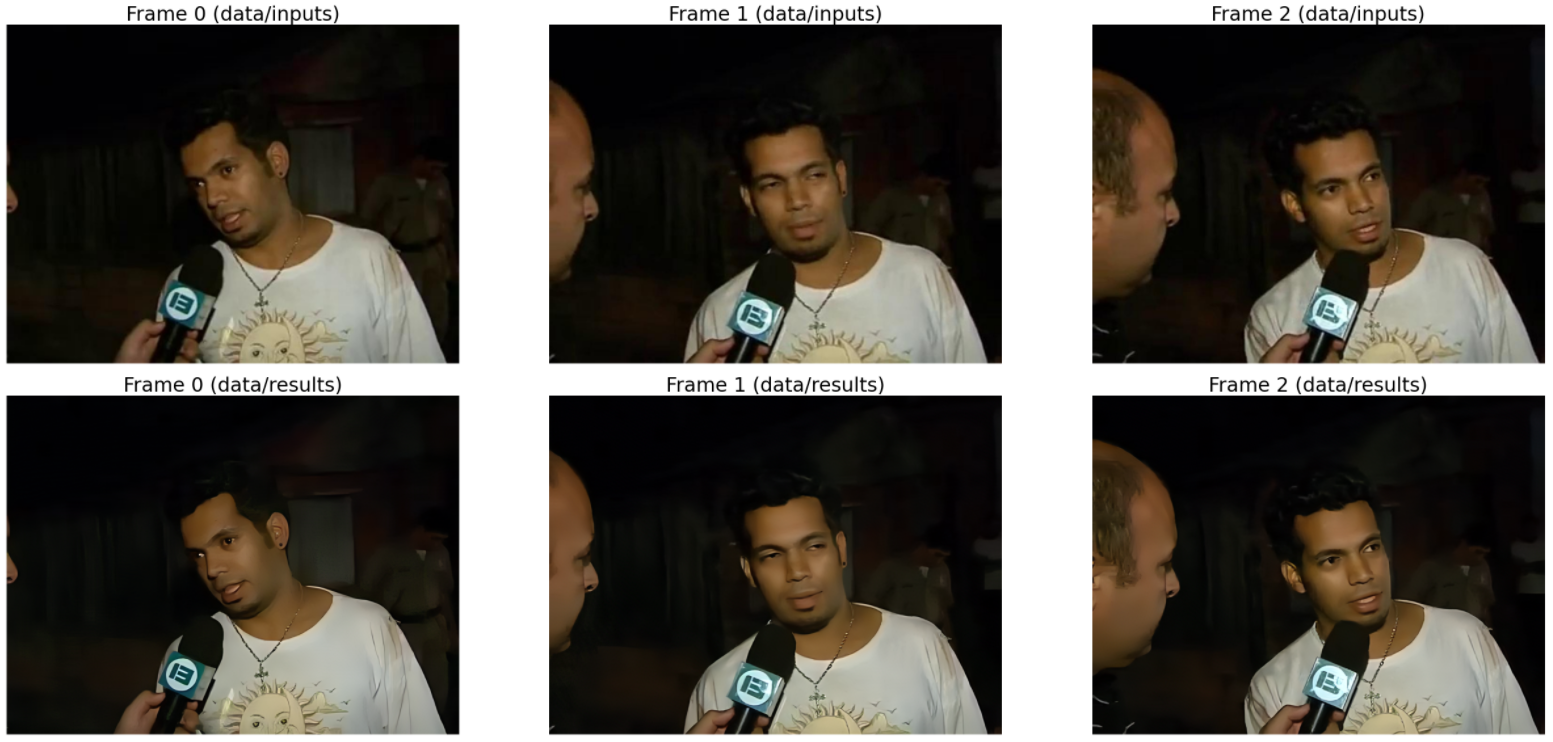 Frame 0 (data/inputs)
Frame 1 (data/inputs)
Frame 2 (data/inputs)
Frame 0 (data/results)
Frame 1 (data/results)
Frame 2 (data/results)